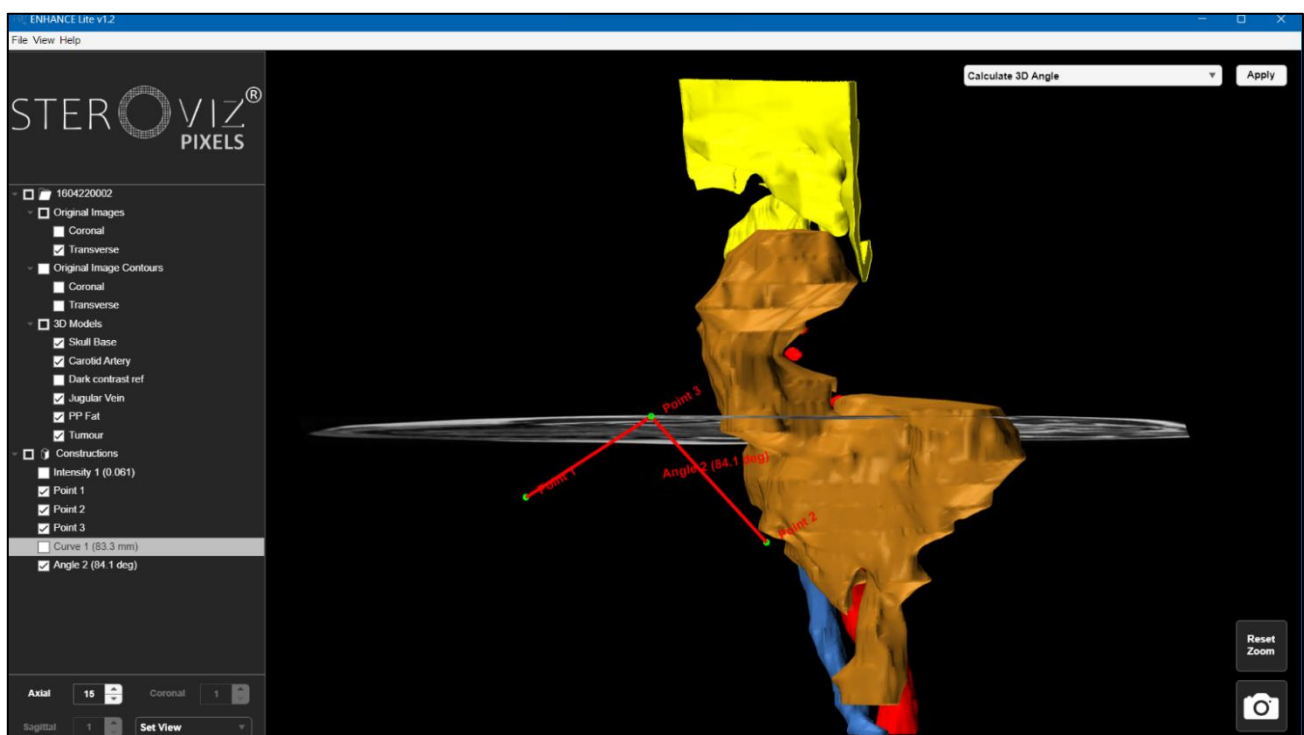 ENHANCE Lite v1.2
File View Help
STEROVIZ®
PIXELS
Calculate 3D Angle
Apply
1604220002
Original Images
Coronal
Transverse
Original Image Contours
Coronal
Transverse
3D Models
Skull Base
Carotid Artery
Dark contrast ref
Jugular Vein
PP Fat
Tumour
Constructions
Intensity 1 (0.061)
Point 1
Point 2
Point 3
Curve 1 (83.3 mm)
Angle 2 (84.1 deg)
Point 3
Point 1
Angle 2 (84.1 deg)
Point 2
Axial 15 Coronal 1
Sagittal 1 Set View
Reset
Zoom